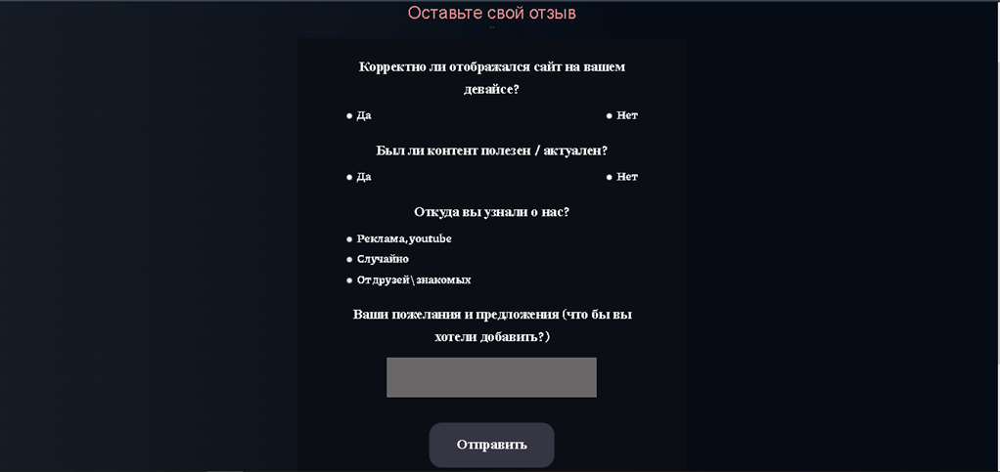 Оставьте свой отзыв
Корректно ли отображался сайт на вашем
девайсе?
Да
Нет
Был ли контент полезен / актуален?
Да
Нет
Откуда вы узнали о нас?
Реклама,youtube
Случайно
От друзей\знакомых
Ваши пожелания и предложения (что бы вы
хотели добавить?)
Отправить